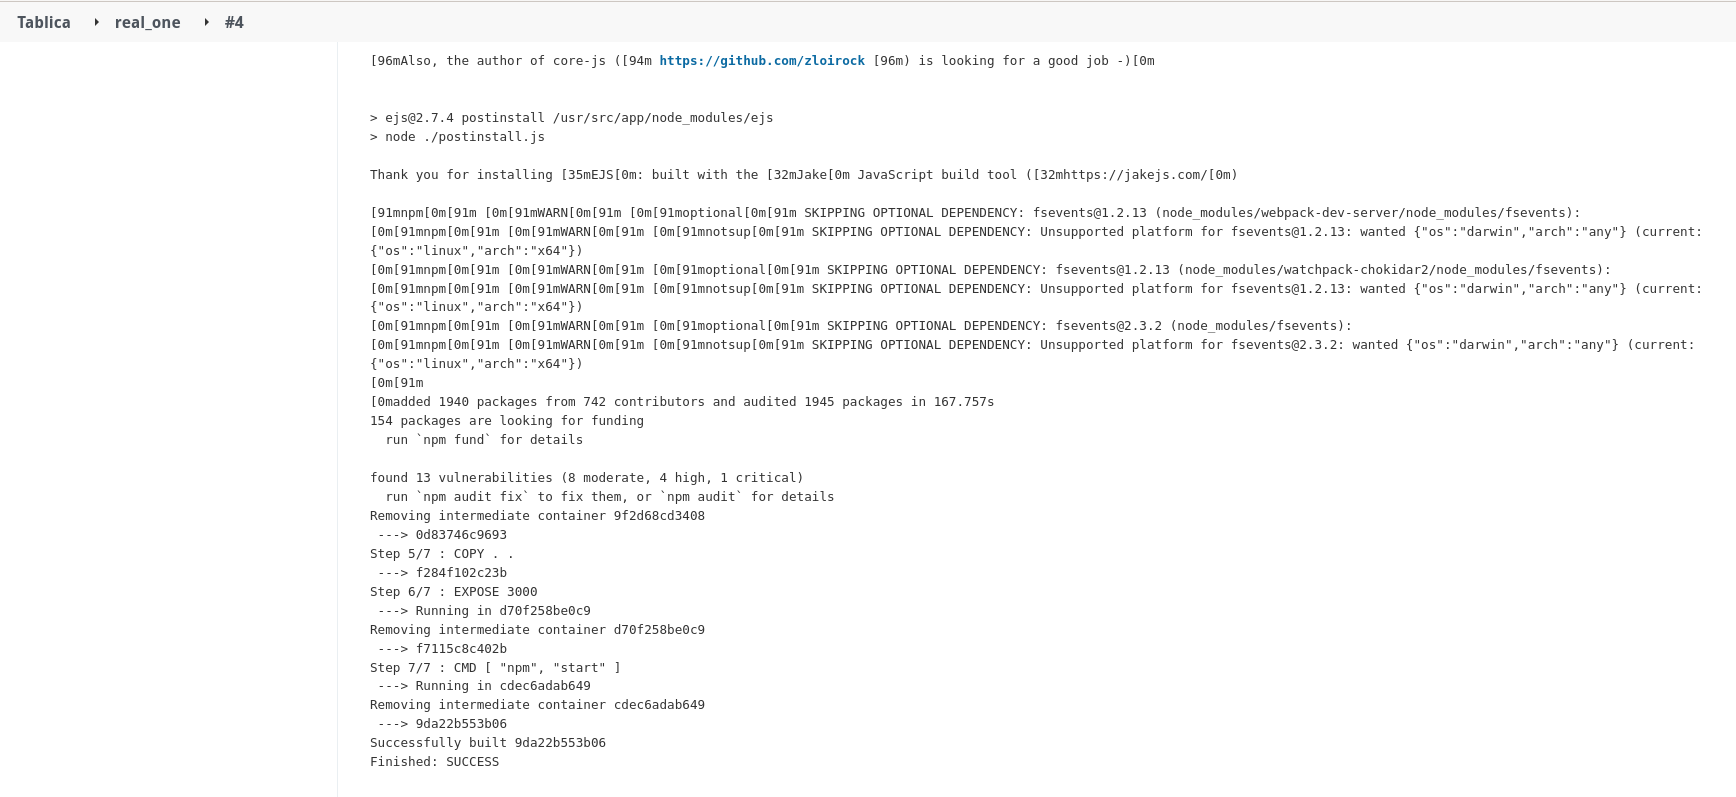 Tablica ▸ real_one ▸ #4
[96mAlso, the author of core-js ([94m https://github.com/zloirock [96m) is looking for a good job -)[0m
> ejs@2.7.4 postinstall /usr/src/app/node_modules/ejs
> node ./postinstall.js
Thank you for installing [35mEJS[0m: built with the [32mJake[0m JavaScript build tool ([32mhttps://jakejs.com/[0m)
[91mnpm[0m[91m [0m[91mWARN[0m[91m [0m[91moptional[0m[91m SKIPPING OPTIONAL DEPENDENCY: fsevents@1.2.13 (node_modules/webpack-dev-server/node_modules/fsevents):
[0m[91mnpm[0m[91m [0m[91mWARN[0m[91m [0m[91mnotsup[0m[91m SKIPPING OPTIONAL DEPENDENCY: Unsupported platform for fsevents@1.2.13: wanted {"os":"darwin","arch":"any"} (current:
{"os":"linux","arch":"x64"})
[0m[91mnpm[0m[91m [0m[91mWARN[0m[91m [0m[91moptional[0m[91m SKIPPING OPTIONAL DEPENDENCY: fsevents@1.2.13 (node_modules/watchpack-chokidar2/node_modules/fsevents):
[0m[91mnpm[0m[91m [0m[91mWARN[0m[91m [0m[91mnotsup[0m[91m SKIPPING OPTIONAL DEPENDENCY: Unsupported platform for fsevents@1.2.13: wanted {"os":"darwin","arch":"any"} (current:
{"os":"linux","arch":"x64"})
[0m[91mnpm[0m[91m [0m[91mWARN[0m[91m [0m[91moptional[0m[91m SKIPPING OPTIONAL DEPENDENCY: fsevents@2.3.2 (node_modules/fsevents):
[0m[91mnpm[0m[91m [0m[91mWARN[0m[91m [0m[91mnotsup[0m[91m SKIPPING OPTIONAL DEPENDENCY: Unsupported platform for fsevents@2.3.2: wanted {"os":"darwin","arch":"any"} (current:
{"os":"linux","arch":"x64"})
[0m[91m
[0madded 1940 packages from 742 contributors and audited 1945 packages in 167.757s
154 packages are looking for funding
  run `npm fund` for details
found 13 vulnerabilities (8 moderate, 4 high, 1 critical)
  run `npm audit fix` to fix them, or `npm audit` for details
Removing intermediate container 9f2d68cd3408
 ---> 0d83746c9693
Step 5/7 : COPY . .
 ---> f284f102c23b
Step 6/7 : EXPOSE 3000
 ---> Running in d70f258be0c9
Removing intermediate container d70f258be0c9
 ---> f7115c8c402b
Step 7/7 : CMD [ "npm", "start" ]
 ---> Running in cdec6adab649
Removing intermediate container cdec6adab649
 ---> 9da22b553b06
Successfully built 9da22b553b06
Finished: SUCCESS